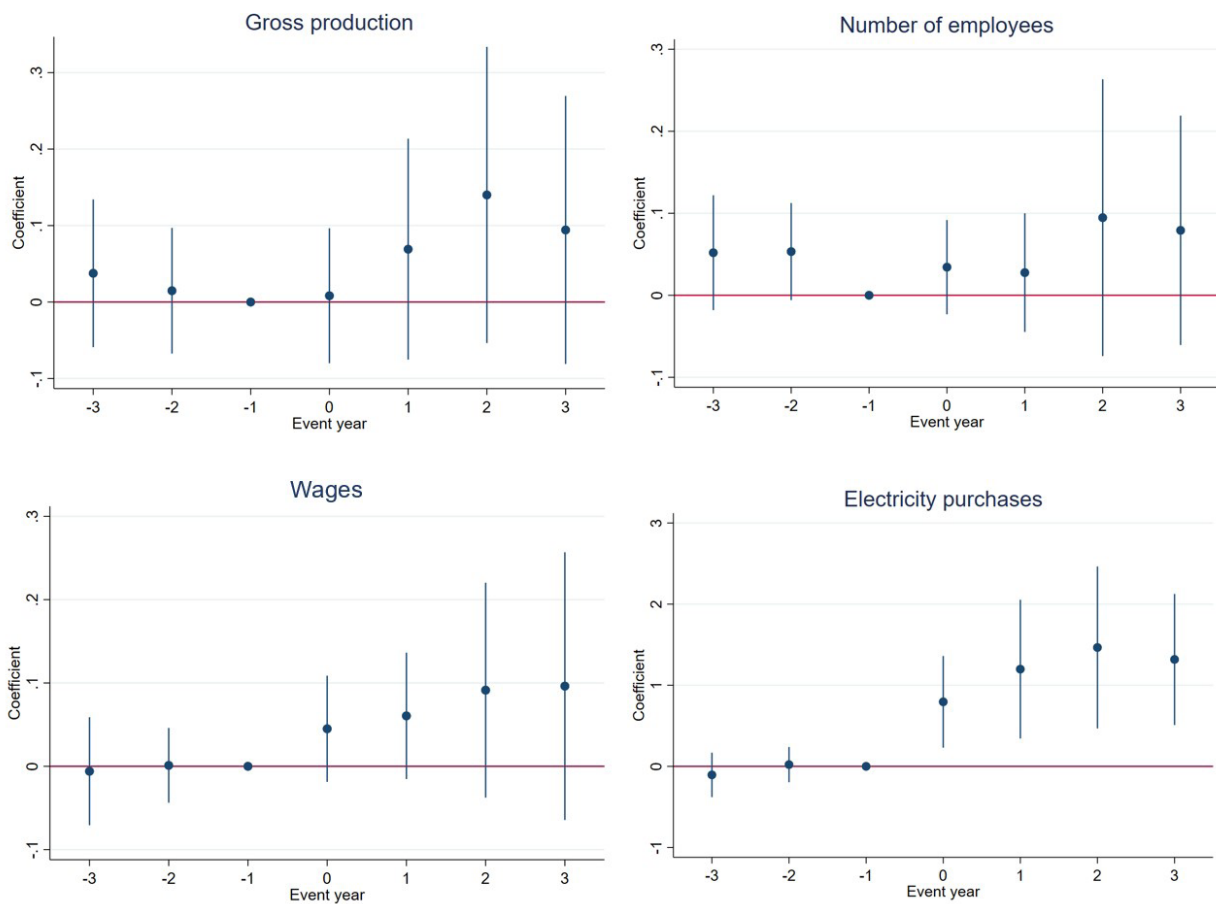 Gross production
Coefficient
.3
.2
.1
0
-.1
-3 -2 -1 0 1 2 3
Event year
Number of employees
Coefficient
.3
.2
.1
0
-.1
-3 -2 -1 0 1 2 3
Event year
Wages
Coefficient
.3
.2
.1
0
-.1
-3 -2 -1 0 1 2 3
Event year
Electricity purchases
Coefficient
3
2
1
0
-1
-3 -2 -1 0 1 2 3
Event year